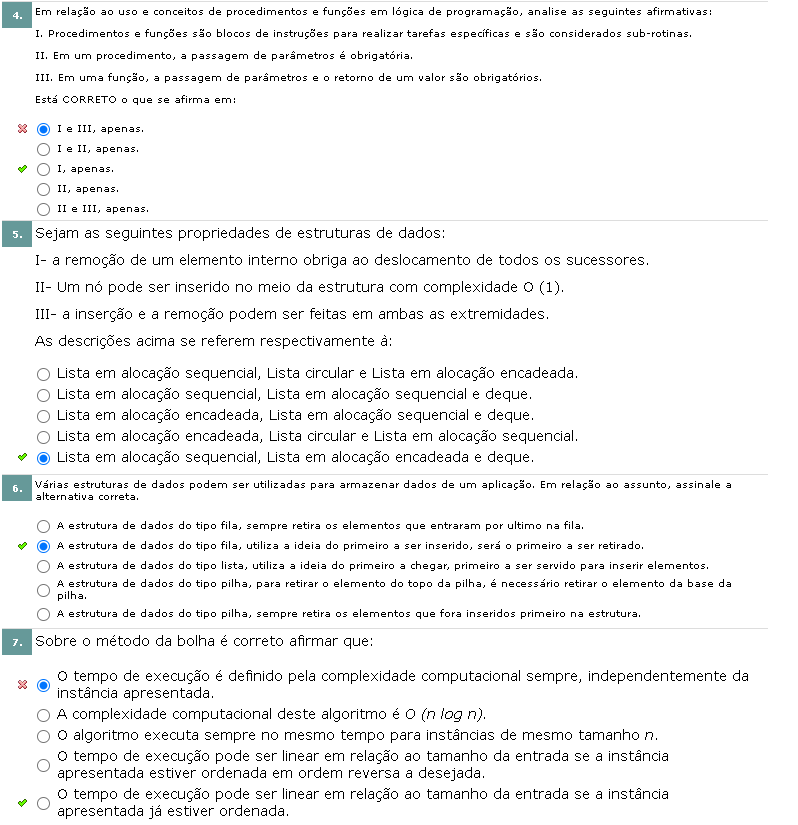 4. Em relação ao uso e conceitos de procedimentos e funções em lógica de programação, analise as seguintes afirmativas:
I. Procedimentos e funções são blocos de instruções para realizar tarefas específicas e são considerados sub-rotinas.
II. Em um procedimento, a passagem de parâmetros é obrigatória.
III. Em uma função, a passagem de parâmetros e o retorno de um valor são obrigatórios.
Está CORRETO o que se afirma em:
I e III, apenas.
I e II, apenas.
I, apenas.
II, apenas.
II e III, apenas.
5. Sejam as seguintes propriedades de estruturas de dados:
I- a remoção de um elemento interno obriga ao deslocamento de todos os sucessores.
II- Um nó pode ser inserido no meio da estrutura com complexidade O (1).
III- a inserção e a remoção podem ser feitas em ambas as extremidades.
As descrições acima se referem respectivamente à:
Lista em alocação sequencial, Lista circular e Lista em alocação encadeada.
Lista em alocação sequencial, Lista em alocação sequencial e deque.
Lista em alocação encadeada, Lista em alocação sequencial e deque.
Lista em alocação encadeada, Lista circular e Lista em alocação sequencial.
Lista em alocação sequencial, Lista em alocação encadeada e deque.
6. Várias estruturas de dados podem ser utilizadas para armazenar dados de um aplicação. Em relação ao assunto, assinale a
alternativa correta.
A estrutura de dados do tipo fila, sempre retira os elementos que entraram por ultimo na fila.
A estrutura de dados do tipo fila, utiliza a ideia do primeiro a ser inserido, será o primeiro a ser retirado.
A estrutura de dados do tipo lista, utiliza a ideia do primeiro a chegar, primeiro a ser servido para inserir elementos.
A estrutura de dados do tipo pilha, para retirar o elemento do topo da pilha, é necessário retirar o elemento da base da
pilha.
A estrutura de dados do tipo pilha, sempre retira os elementos que fora inseridos primeiro na estrutura.
7. Sobre o método da bolha é correto afirmar que:
O tempo de execução é definido pela complexidade computacional sempre, independentemente da
instância apresentada.
A complexidade computacional deste algoritmo é O (n log n).
O algoritmo executa sempre no mesmo tempo para instâncias de mesmo tamanho n.
O tempo de execução pode ser linear em relação ao tamanho da entrada se a instância
apresentada estiver ordenada em ordem reversa a desejada.
O tempo de execução pode ser linear em relação ao tamanho da entrada se a instância
apresentada já estiver ordenada.